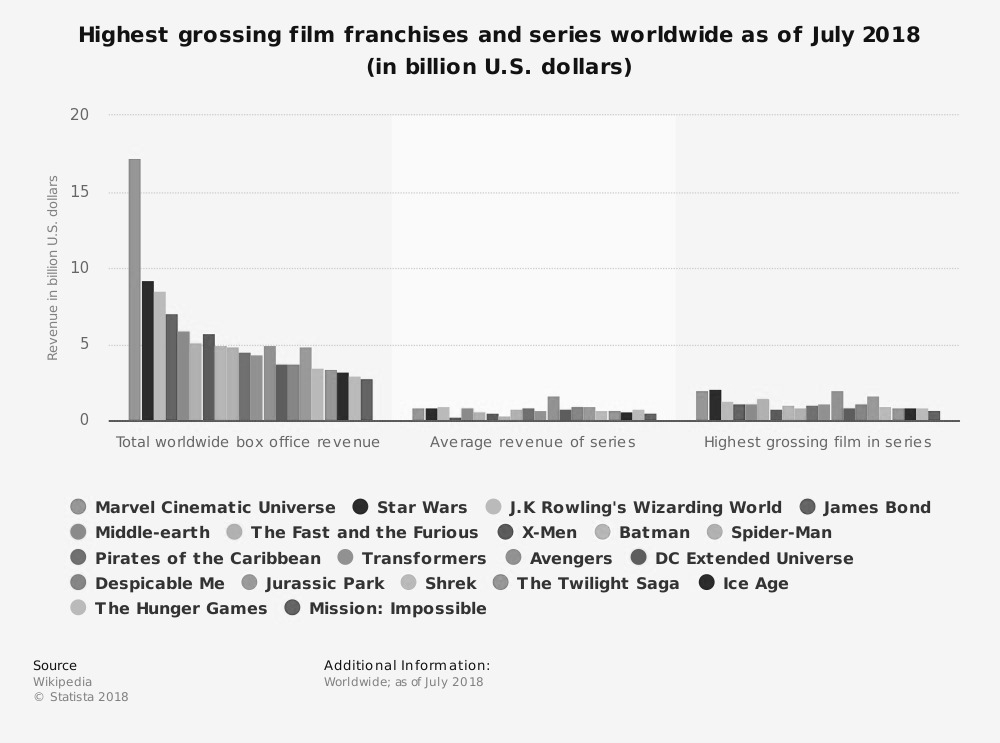 Highest grossing film franchises and series worldwide as of July 2018
(in billion U.S. dollars)
20
15
10
5
0
Revenue in billion U.S. dollars
Total worldwide box office revenue
Average revenue of series
Highest grossing film in series
Marvel Cinematic Universe Star Wars J.K Rowling's Wizarding World James Bond
Middle-earth The Fast and the Furious X-Men Batman Spider-Man
Pirates of the Caribbean Transformers Avengers DC Extended Universe
Despicable Me Jurassic Park Shrek The Twilight Saga Ice Age
The Hunger Games Mission: Impossible
Source
Wikipedia
© Statista 2018
Additional Information:
Worldwide; as of July 2018